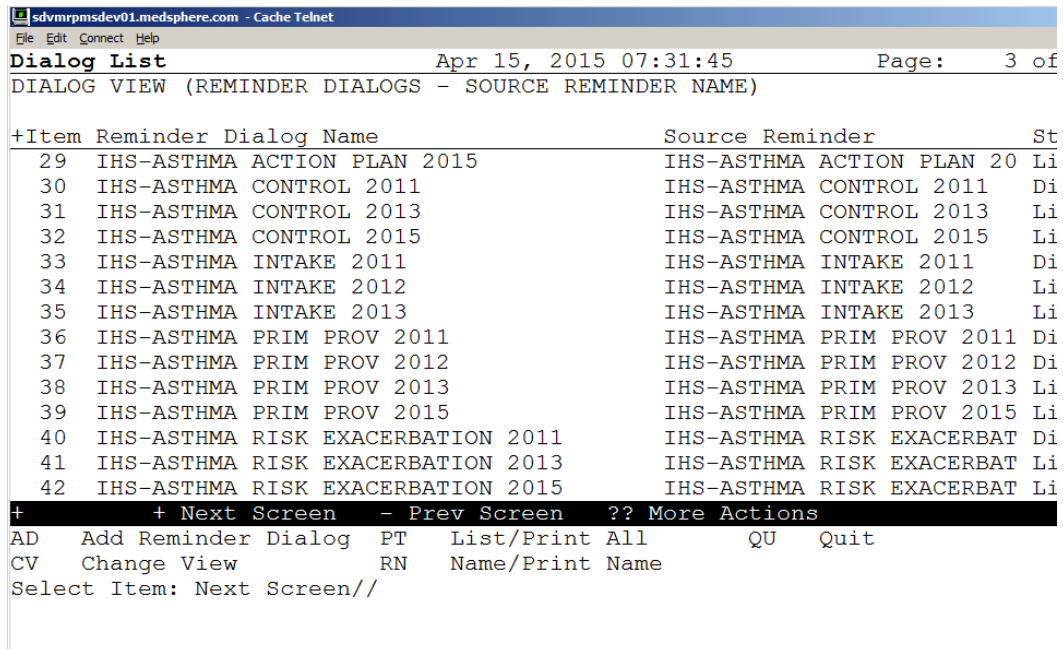 sdvmrpmsdev01.medsphere.com - Cache Telnet
File Edit Connect Help
Dialog List Apr 15, 2015 07:31:45 Page: 3 of
DIALOG VIEW (REMINDER DIALOGS - SOURCE REMINDER NAME)
+Item Reminder Dialog Name Source Reminder St
29 IHS-ASTHMA ACTION PLAN 2015 IHS-ASTHMA ACTION PLAN 20 Li
30 IHS-ASTHMA CONTROL 2011 IHS-ASTHMA CONTROL 2011 Di
31 IHS-ASTHMA CONTROL 2013 IHS-ASTHMA CONTROL 2013 Li
32 IHS-ASTHMA CONTROL 2015 IHS-ASTHMA CONTROL 2015 Li
33 IHS-ASTHMA INTAKE 2011 IHS-ASTHMA INTAKE 2011 Di
34 IHS-ASTHMA INTAKE 2012 IHS-ASTHMA INTAKE 2012 Li
35 IHS-ASTHMA INTAKE 2013 IHS-ASTHMA INTAKE 2013 Li
36 IHS-ASTHMA PRIM PROV 2011 IHS-ASTHMA PRIM PROV 2011 Di
37 IHS-ASTHMA PRIM PROV 2012 IHS-ASTHMA PRIM PROV 2012 Di
38 IHS-ASTHMA PRIM PROV 2013 IHS-ASTHMA PRIM PROV 2013 Li
39 IHS-ASTHMA PRIM PROV 2015 IHS-ASTHMA PRIM PROV 2015 Li
40 IHS-ASTHMA RISK EXACERBATION 2011 IHS-ASTHMA RISK EXACERBAT Di
41 IHS-ASTHMA RISK EXACERBATION 2013 IHS-ASTHMA RISK EXACERBAT Li
42 IHS-ASTHMA RISK EXACERBATION 2015 IHS-ASTHMA RISK EXACERBAT Li
+ + Next Screen - Prev Screen ?? More Actions
AD Add Reminder Dialog PT List/Print All QU Quit
CV Change View RN Name/Print Name
Select Item: Next Screen//